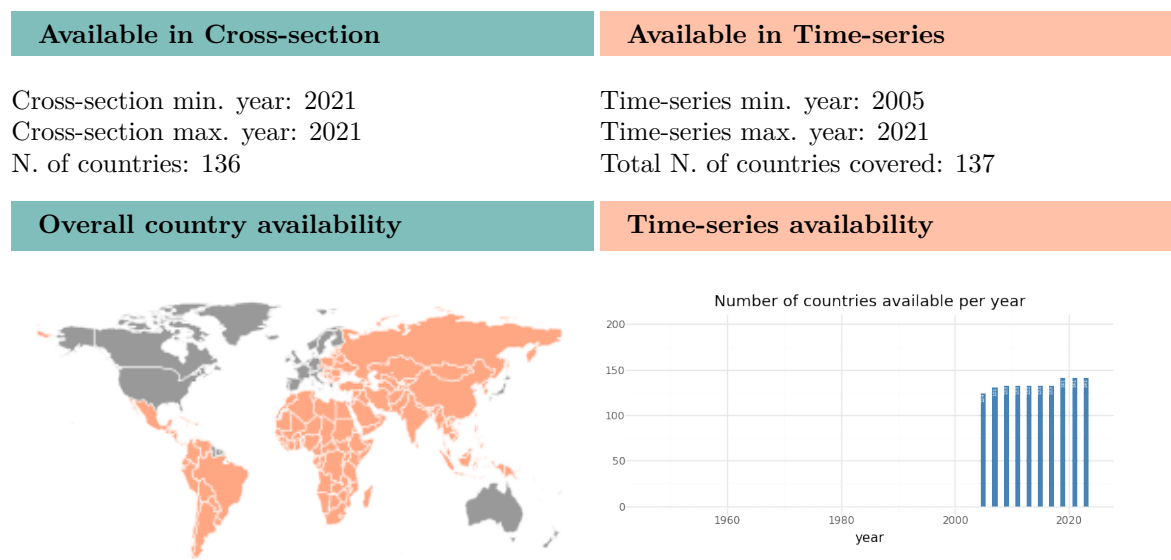 Available in Cross-section
Available in Time-series
Cross-section min. year: 2021
Cross-section max. year: 2021
N. of countries: 136
Time-series min. year: 2005
Time-series max. year: 2021
Total N. of countries covered: 137
Overall country availability
Time-series availability
Number of countries available per year
200
150
100
50
0
1960
1980
2000
2020
year